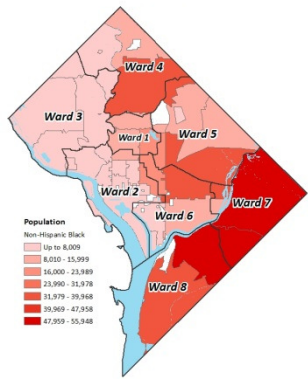 Ward 4
Ward 3
Ward 1
Ward 5
Ward 2
Ward 7
Ward 6
Ward 8
Population
Non-Hispanic Black
Up to 8,009
8,010 - 15,999
16,000 - 23,989
23,990 - 31,978
31,979 - 39,968
39,969 - 47,958
47,959 - 55,948